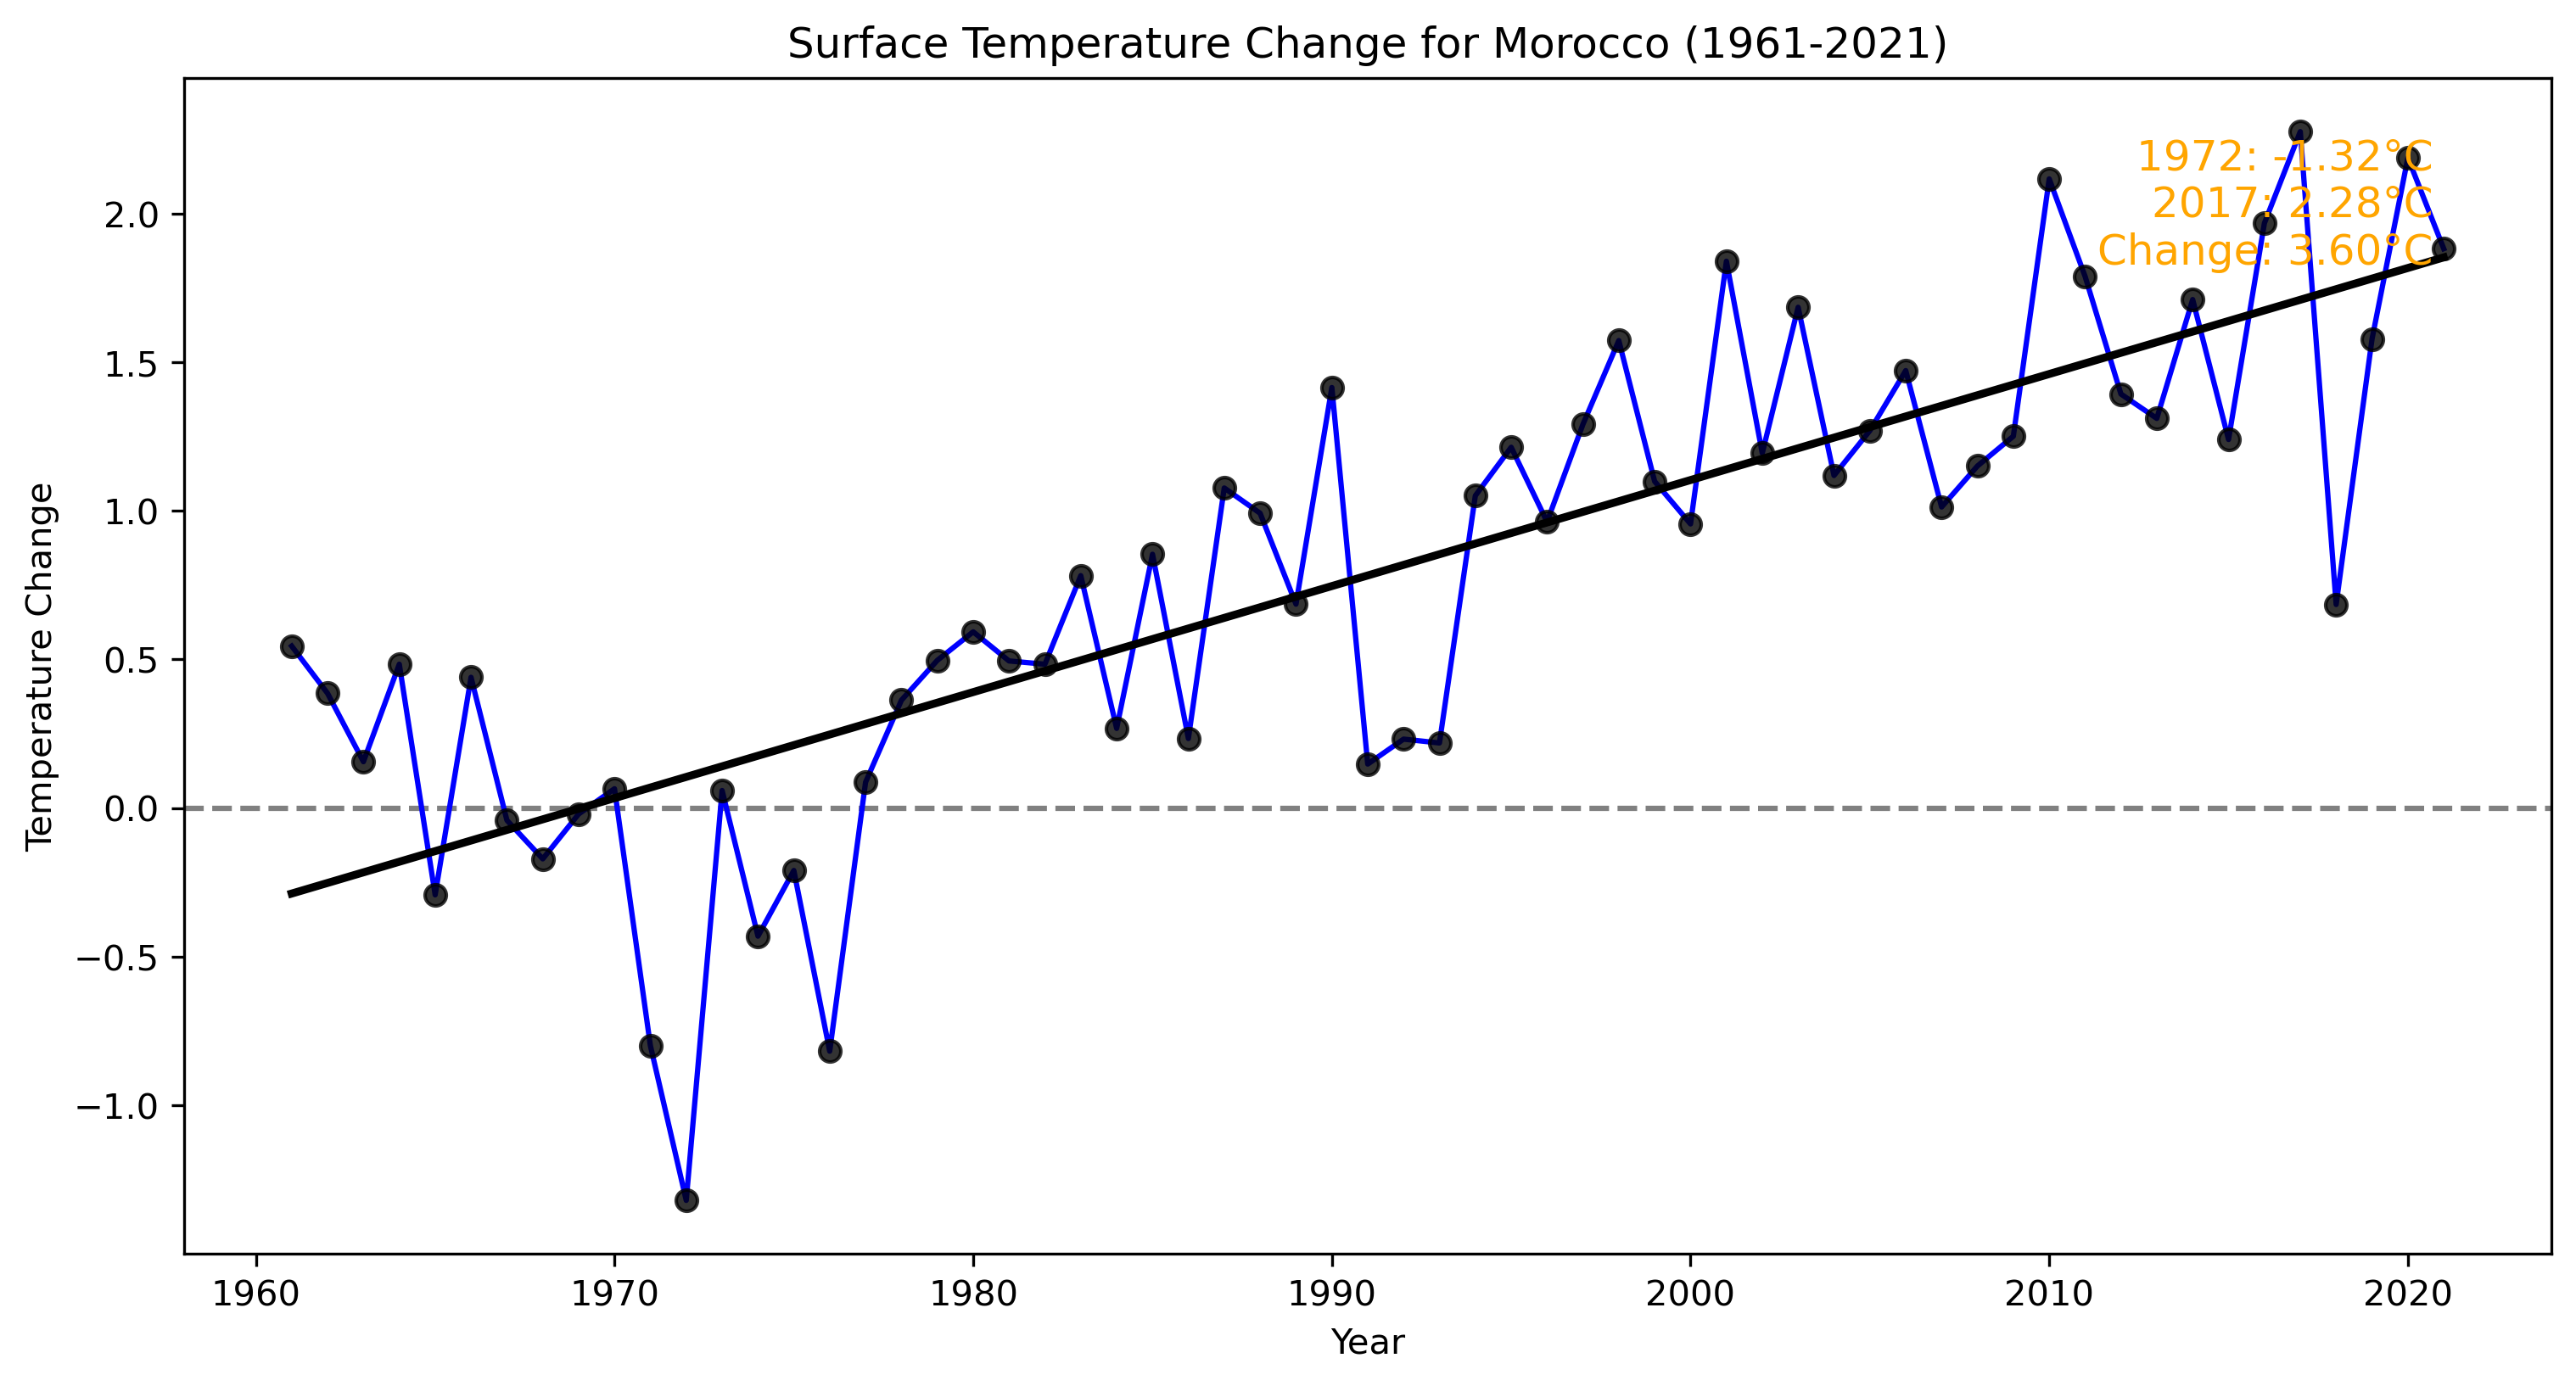 Surface Temperature Change for Morocco (1961-2021)
1972: -1.32°C
2017: 2.28°C
Change: 3.60°C
Temperature Change
2.0
1.5
1.0
0.5
0.0
−0.5
−1.0
1960 1970 1980 1990 2000 2010 2020
Year